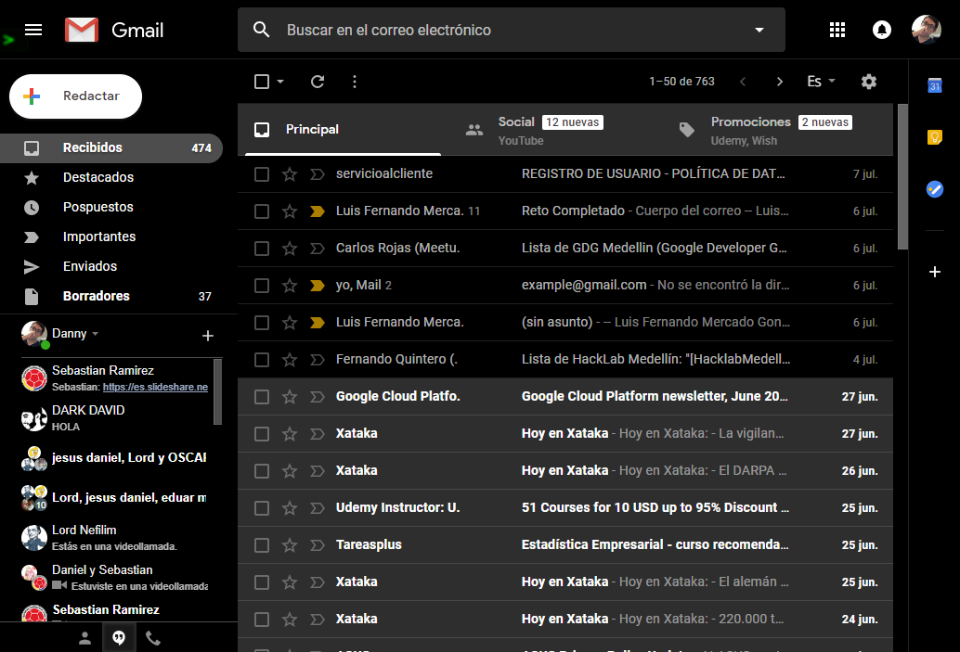 Gmail
Buscar en el correo electrónico
Redactar
1–50 de 763
Es
31
Recibidos 474
Destacados
Pospuestos
Importantes
Enviados
Borradores 37
Danny
Sebastian Ramirez
Sebastian: https://es.slideshare.ne
DARK DAVID
HOLA
jesus daniel, Lord y OSCAR
Lord, jesus daniel, eduar m
10
Lord Nefilim
Estás en una videollamada.
Daniel y Sebastian
Estuviste en una videollamada
Sebastian Ramirez
Principal
Social 12 nuevas
YouTube
Promociones 2 nuevas
Udemy, Wish
servicioalcliente REGISTRO DE USUARIO - POLÍTICA DE DAT… 7 jul.
Luis Fernando Merca. 11 Reto Completado - Cuerpo del correo -- Luis… 6 jul.
Carlos Rojas (Meetu. Lista de GDG Medellin (Google Developer G… 6 jul.
yo, Mail 2 example@gmail.com - No se encontró la dir… 6 jul.
Luis Fernando Merca. (sin asunto) - -- Luis Fernando Mercado Gon… 6 jul.
Fernando Quintero (. Lista de HackLab Medellín: "[HacklabMedell… 4 jul.
Google Cloud Platfo. Google Cloud Platform newsletter, June 20… 27 jun.
Xataka Hoy en Xataka - Hoy en Xataka: - La vigilan… 27 jun.
Xataka Hoy en Xataka - Hoy en Xataka: - El DARPA … 26 jun.
Udemy Instructor: U. 51 Courses for 10 USD up to 95% Discount … 25 jun.
Tareasplus Estadística Empresarial - curso recomenda… 25 jun.
Xataka Hoy en Xataka - Hoy en Xataka: - El alemán … 25 jun.
Xataka Hoy en Xataka - Hoy en Xataka: - 220.000 t… 24 jun.